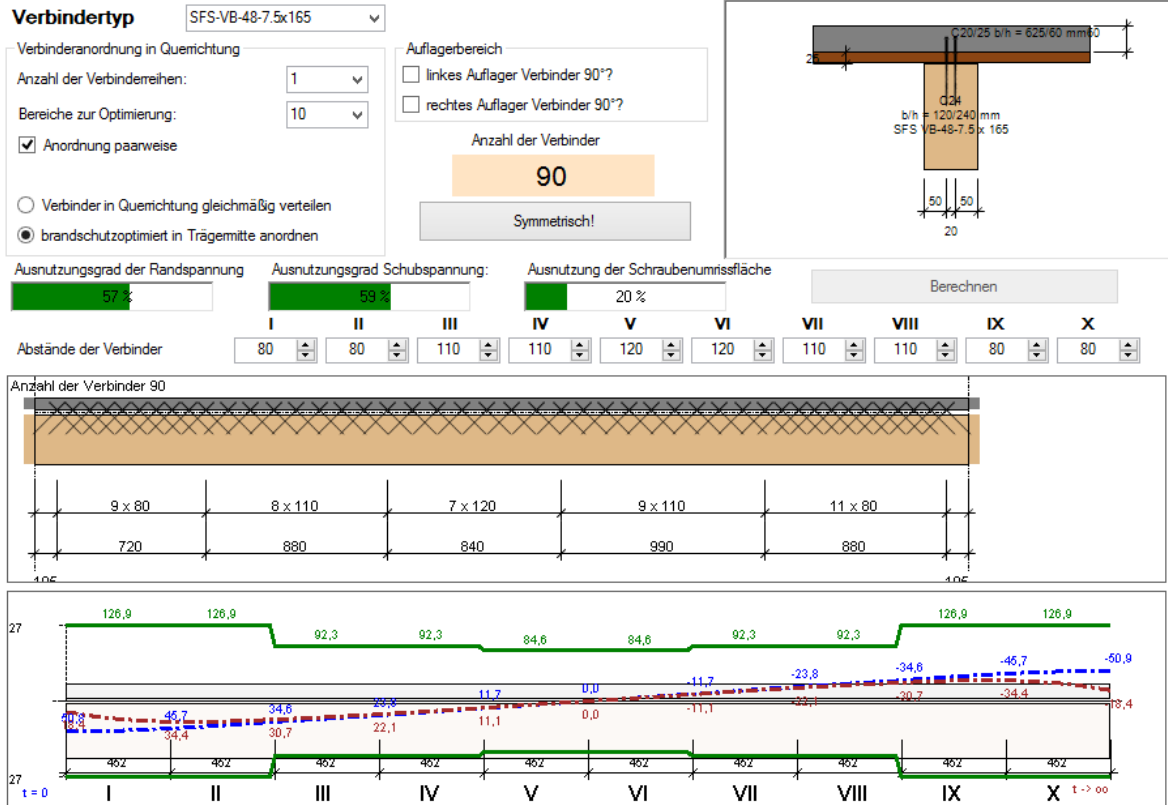 Verbindertyp SFS-VB-48-7.5x165
Verbinderanordnung in Querrichtung
Anzahl der Verbinderreihen: 1
Bereiche zur Optimierung: 10
Anordnung paarweise
Verbinder in Querrichtung gleichmäßig verteilen
brandschutzoptimiert in Trägermitte anordnen
Auflagerbereich
linkes Auflager Verbinder 90°?
rechtes Auflager Verbinder 90°?
Anzahl der Verbinder
90
Symmetrisch!
C20/25 b/h = 625/60 mm 60
25
C24
b/h = 120/240 mm
SFS VB-48-7.5 x 165
50 50
20
Ausnutzungsgrad der Randspannung Ausnutzungsgrad Schubspannung: Ausnutzung der Schraubenumrissfläche
57 % 59 % 20 % Berechnen
I II III IV V VI VII VIII IX X
Abstände der Verbinder 80 80 110 110 120 120 110 110 80 80
Anzahl der Verbinder 90
9 x 80 8 x 110 7 x 120 9 x 110 11 x 80
720 880 840 990 880
27 126,9 126,9 92,3 92,3 84,6 84,6 92,3 92,3 126,9 126,9
45,7 34,6 23,8 11,7 0,0 -11,7 -23,8 -34,6 -45,7 -50,9
18,4 34,4 30,7 22,1 11,1 0,0 -11,1 -22,1 -30,7 -34,4 -18,4
462 462 462 462 462 462 462 462 462 462
27
t = 0 I II III IV V VI VII VIII IX X t -> oo